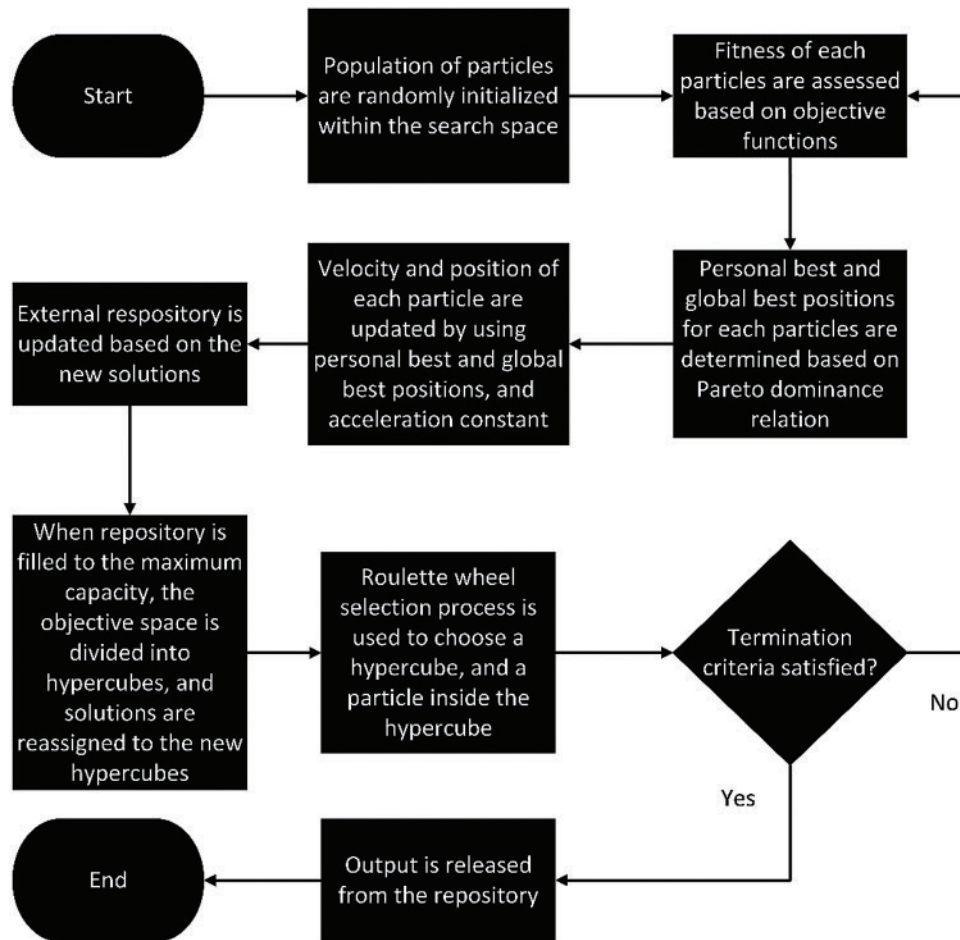 Start
Population of particles
are randomly initialized
within the search space
Fitness of each
particles are assessed
based on objective
functions
Personal best and
global best positions
for each particles are
determined based on
Pareto dominance
relation
Velocity and position of
each particle are
updated by using
personal best and global
best positions, and
acceleration constant
External respository is
updated based on the
new solutions
When repository is
filled to the maximum
capacity, the
objective space is
divided into
hypercubes, and
solutions are
reassigned to the new
hypercubes
Roulette wheel
selection process is
used to choose a
hypercube, and a
particle inside the
hypercube
Termination
criteria satisfied?
No
Yes
Output is released
from the repository
End